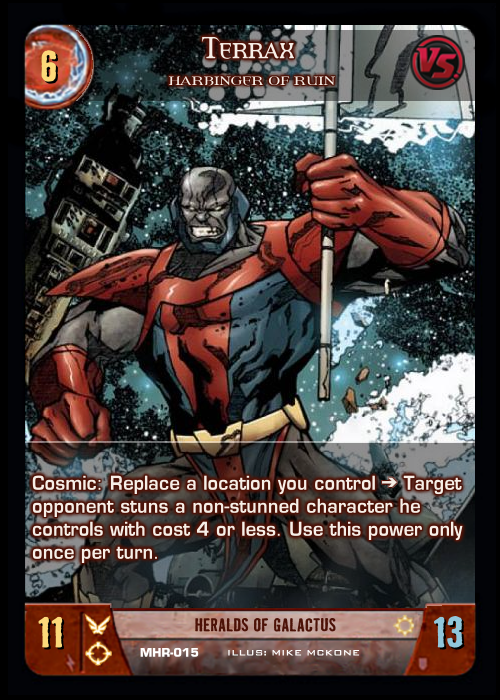 6
Terrax
VS
HARBINGER OF RUIN
Cosmic: Replace a location you control ➔ Target
opponent stuns a non-stunned character he
controls with cost 4 or less. Use this power only
once per turn.
11
HERALDS OF GALACTUS
13
MHR-015 ILLUS: MIKE MCKONE